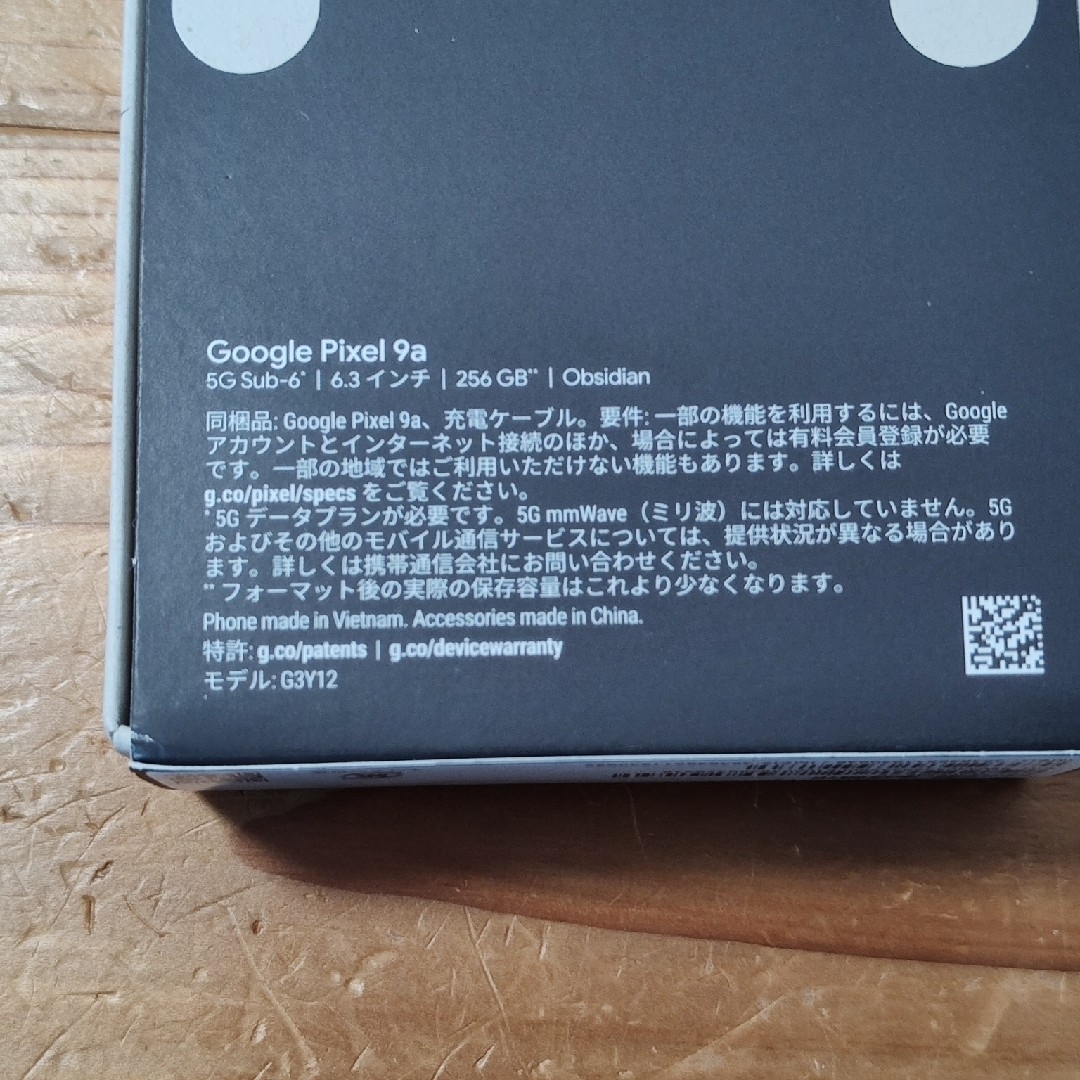 Google Pixel 9a
5G Sub-6* | 6.3 インチ | 256 GB** | Obsidian
同梱品: Google Pixel 9a、充電ケーブル。要件: 一部の機能を利用するには、Google
アカウントとインターネット接続のほか、場合によっては有料会員登録が必要
です。一部の地域ではご利用いただけない機能もあります。詳しくは
g.co/pixel/specs をご覧ください。
*5G データプランが必要です。5G mmWave（ミリ波）には対応していません。5G
およびその他のモバイル通信サービスについては、提供状況が異なる場合があり
ます。詳しくは携帯通信会社にお問い合わせください。
**フォーマット後の実際の保存容量はこれより少なくなります。
Phone made in Vietnam. Accessories made in China.
特許: g.co/patents | g.co/devicewarranty
モデル: G3Y12